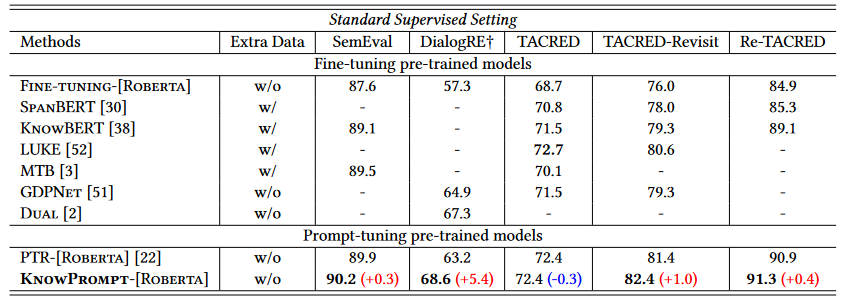 Standard Supervised Setting
Methods Extra Data SemEval DialogRE† TACRED TACRED-Revisit Re-TACRED
Fine-tuning pre-trained models
Fine-tuning-[Roberta] w/o 87.6 57.3 68.7 76.0 84.9
SpanBERT [30] w/ - - 70.8 78.0 85.3
KnowBERT [38] w/ 89.1 - 71.5 79.3 89.1
LUKE [52] w/ - - 72.7 80.6 -
MTB [3] w/ 89.5 - 70.1 - -
GDPNet [51] w/o - 64.9 71.5 79.3 -
Dual [2] w/o - 67.3 - - -
Prompt-tuning pre-trained models
PTR-[Roberta] [22] w/o 89.9 63.2 72.4 81.4 90.9
KnowPrompt-[Roberta] w/o 90.2 (+0.3) 68.6 (+5.4) 72.4 (-0.3) 82.4 (+1.0) 91.3 (+0.4)